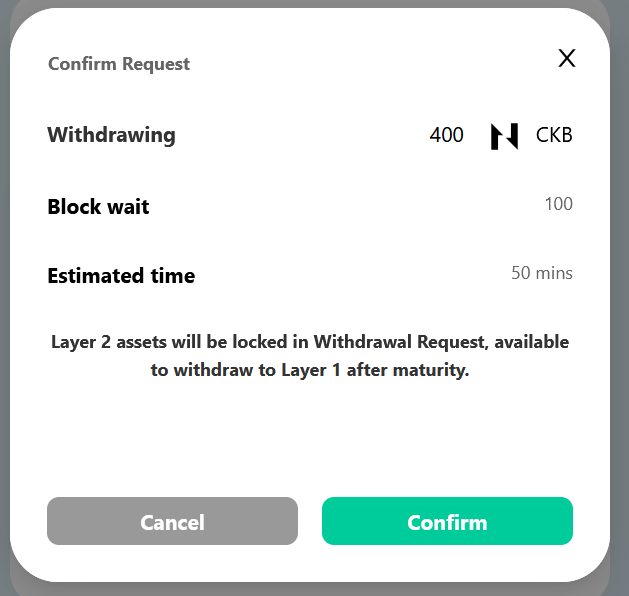 Confirm Request
Withdrawing 400 CKB
Block wait 100
Estimated time 50 mins
Layer 2 assets will be locked in Withdrawal Request, available
to withdraw to Layer 1 after maturity.
Cancel Confirm